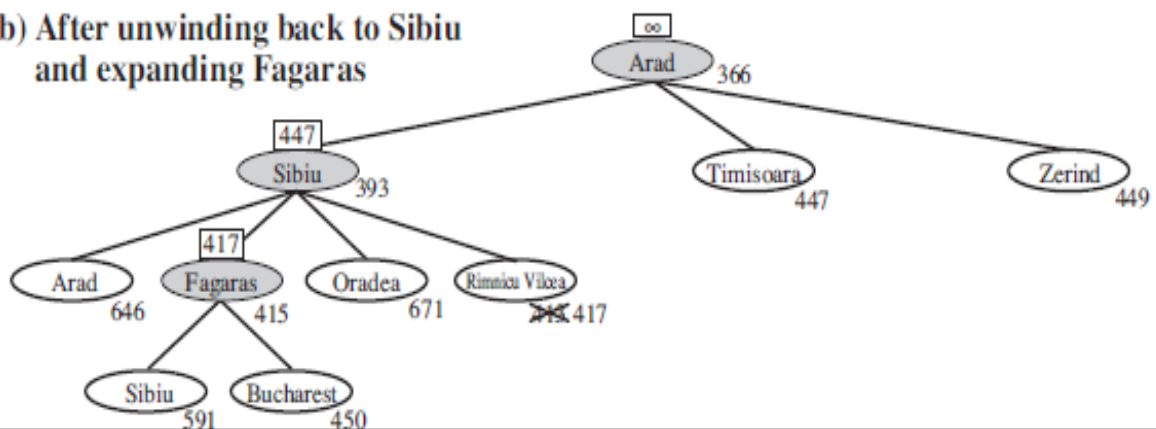 b) After unwinding back to Sibiu
and expanding Fagaras
∞
Arad
366
447
Sibiu
393
Timisoara
447
Zerind
449
Arad
646
417
Fagaras
415
Oradea
671
Rimnicu Vilcea
413 417
Sibiu
591
Bucharest
450